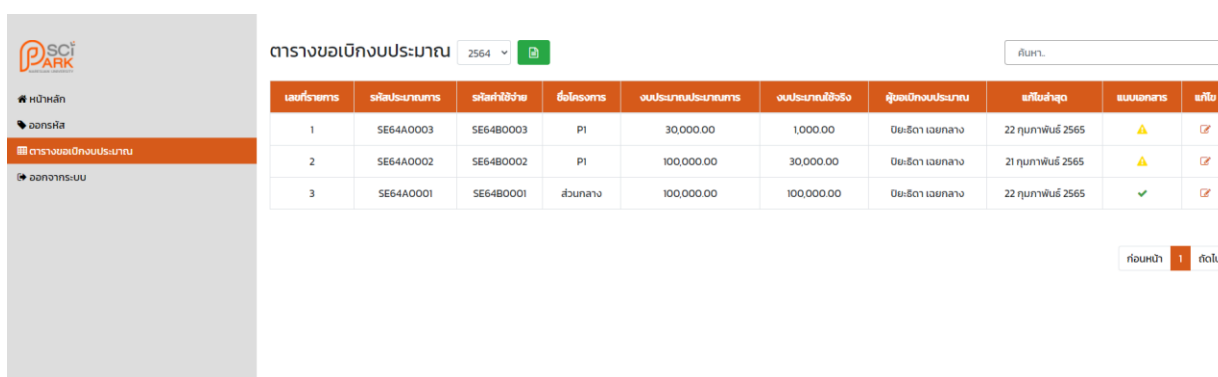 SCi
PARK
ตารางขอเบิกงบประมาณ 2564
ค้นหา..
หน้าหลัก
ออกรหัส
ตารางขอเบิกงบประมาณ
ออกจากระบบ
เลขที่รายการ รหัสประมาณการ รหัสค่าใช้จ่าย ชื่อโครงการ งบประมาณประมาณการ งบประมาณใช้จริง ผู้ขอเบิกงบประมาณ แก้ไขล่าสุด แนบเอกสาร แก้ไข
1 SE64A0003 SE64B0003 P1 30,000.00 1,000.00 ปิยะธิดา เฉยกลาง 22 กุมภาพันธ์ 2565
2 SE64A0002 SE64B0002 P1 100,000.00 30,000.00 ปิยะธิดา เฉยกลาง 21 กุมภาพันธ์ 2565
3 SE64A0001 SE64B0001 ส่วนกลาง 100,000.00 100,000.00 ปิยะธิดา เฉยกลาง 22 กุมภาพันธ์ 2565
ก่อนหน้า 1